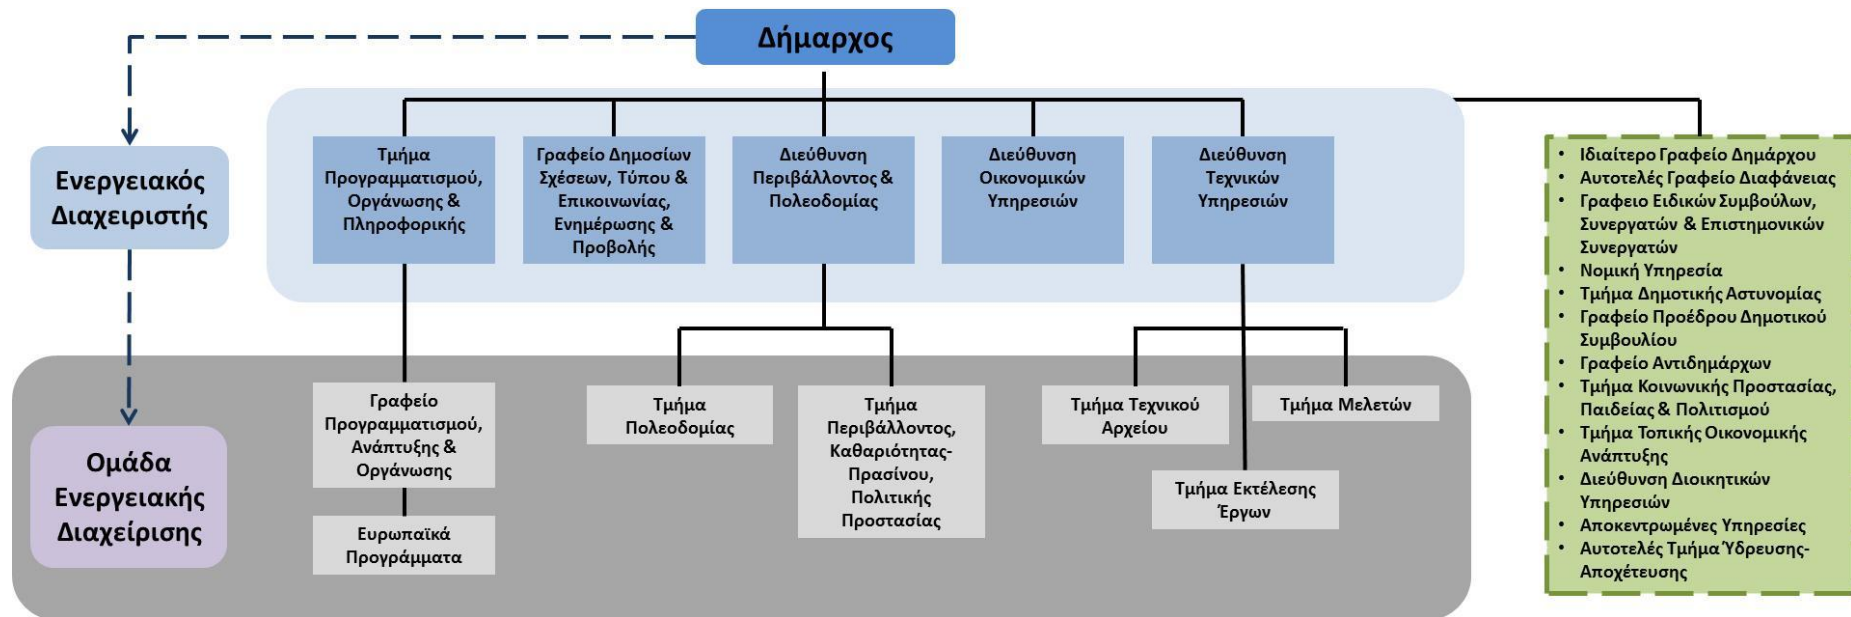 Δήμαρχος
Ενεργειακός
Διαχειριστής
Τμήμα
Προγραμματισμού,
Οργάνωσης &
Πληροφορικής
Γραφείο Δημοσίων
Σχέσεων, Τύπου &
Επικοινωνίας,
Ενημέρωσης &
Προβολής
Διεύθυνση
Περιβάλλοντος &
Πολεοδομίας
Διεύθυνση
Οικονομικών
Υπηρεσιών
Διεύθυνση
Τεχνικών
Υπηρεσιών
• Ιδιαίτερο Γραφείο Δημάρχου
• Αυτοτελές Γραφείο Διαφάνειας
• Γραφειο Ειδικών Συμβούλων,
Συνεργατών & Επιστημονικών
Συνεργατών
• Νομική Υπηρεσία
• Τμήμα Δημοτικής Αστυνομίας
• Γραφείο Προέδρου Δημοτικού
Συμβουλίου
• Γραφείο Αντιδημάρχων
• Τμήμα Κοινωνικής Προστασίας,
Παιδείας & Πολιτισμού
• Τμήμα Τοπικής Οικονομικής
Ανάπτυξης
• Διεύθυνση Διοικητικών
Υπηρεσιών
• Αποκεντρωμένες Υπηρεσίες
• Αυτοτελές Τμήμα Ύδρευσης-
Αποχέτευσης
Ομάδα
Ενεργειακής
Διαχείρισης
Γραφείο
Προγραμματισμού,
Ανάπτυξης &
Οργάνωσης
Ευρωπαϊκά
Προγράμματα
Τμήμα
Πολεοδομίας
Τμήμα
Περιβάλλοντος,
Καθαριότητας-
Πρασίνου,
Πολιτικής
Προστασίας
Τμήμα Τεχνικού
Αρχείου
Τμήμα Εκτέλεσης
Έργων
Τμήμα Μελετών